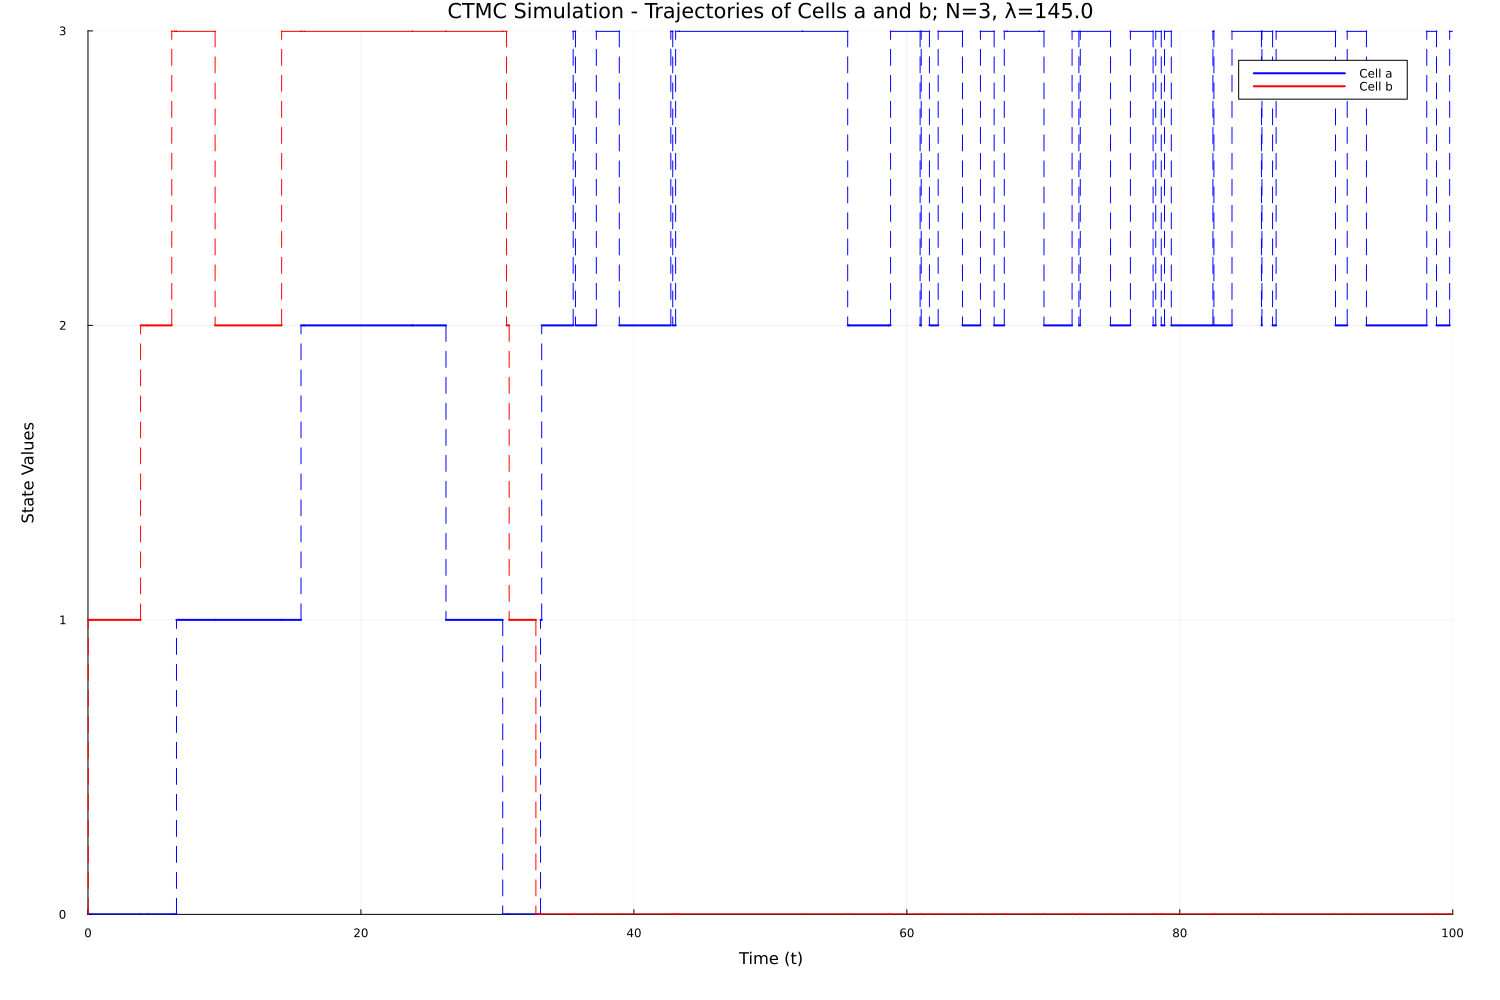 CTMC Simulation - Trajectories of Cells a and b; N=3, λ=145.0
3
Cell a
Cell b
2
State Values
1
0
0 20 40 60 80 100
Time (t)